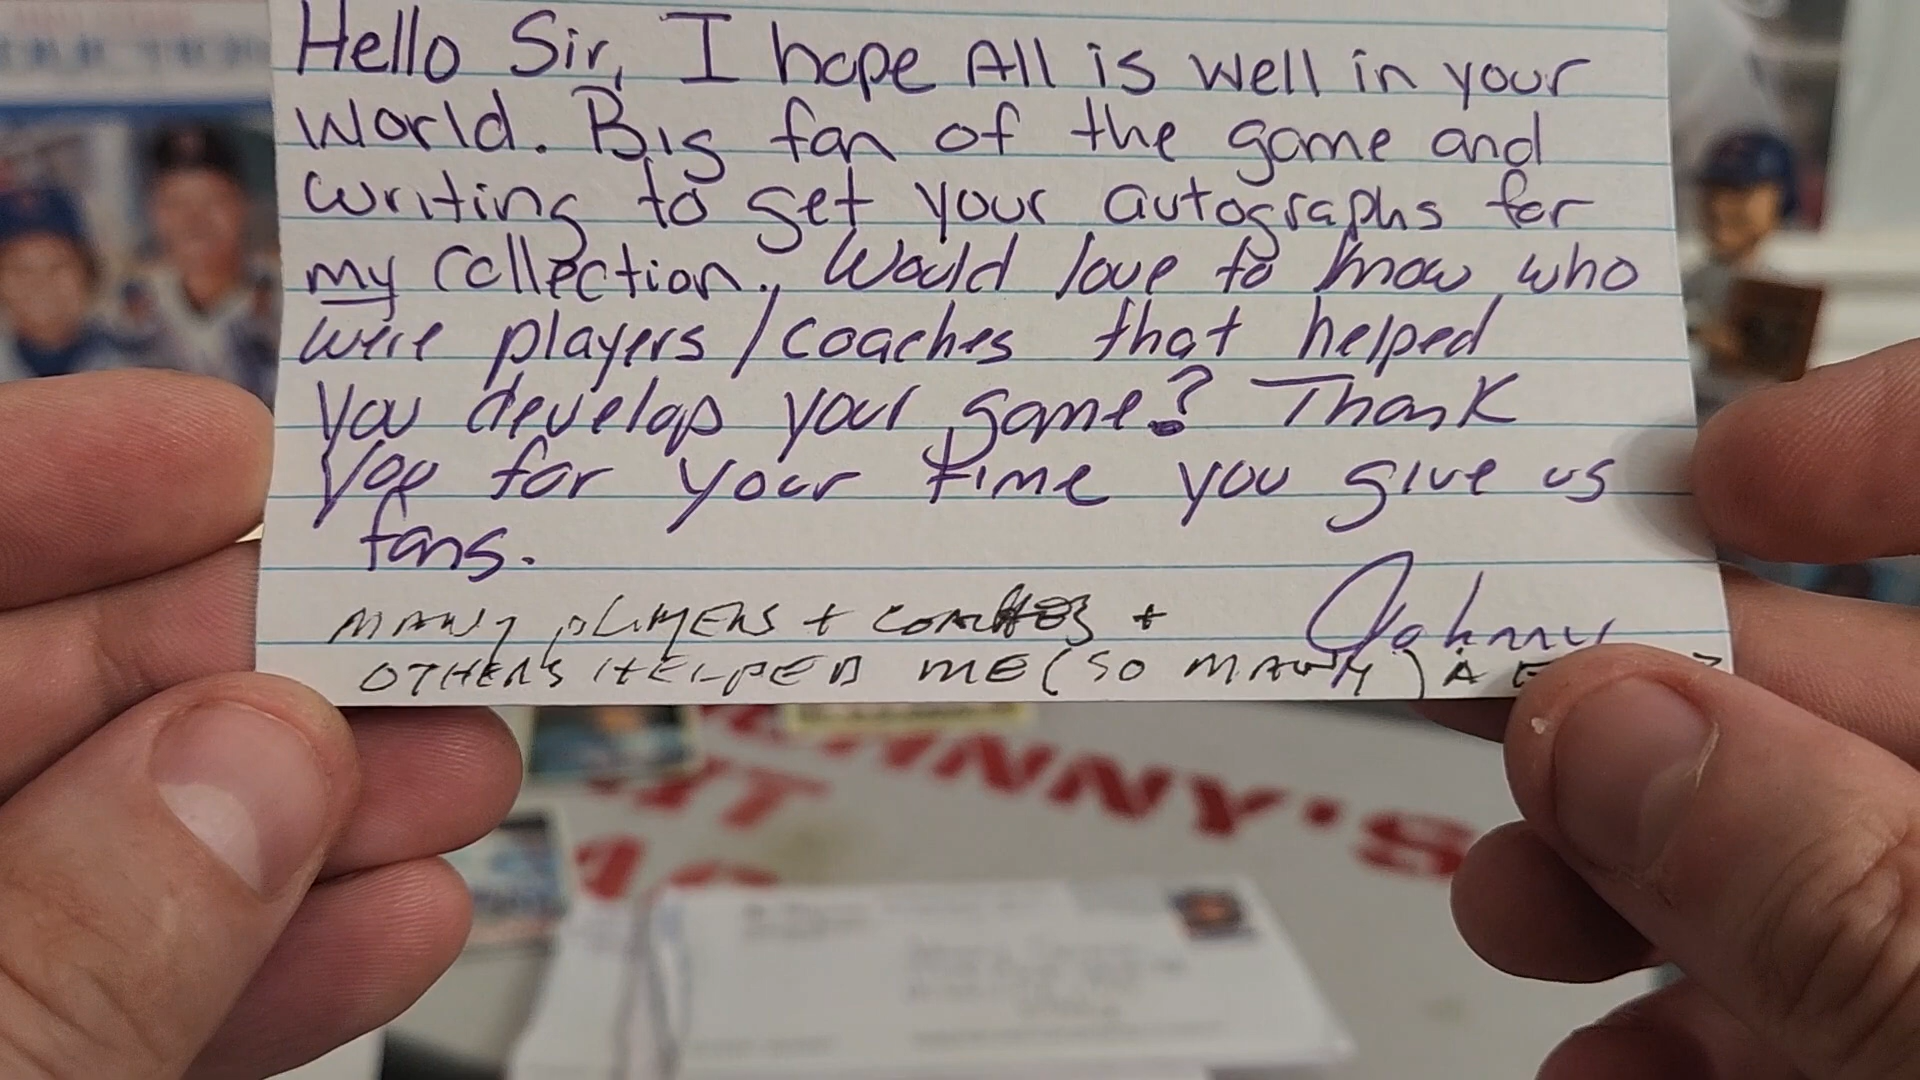 Hello Sir, I hope All is well in your
World. Big fan of the game and
writing to get your autographs for
my collection. Would love to know who
were players/coaches that helped
you develop your game? Thank
You for your time you give us
fans.
MANY PLAYERS + COACHES +
Johnny
OTHERS HELPED ME (SO MANY)
ANNY'S